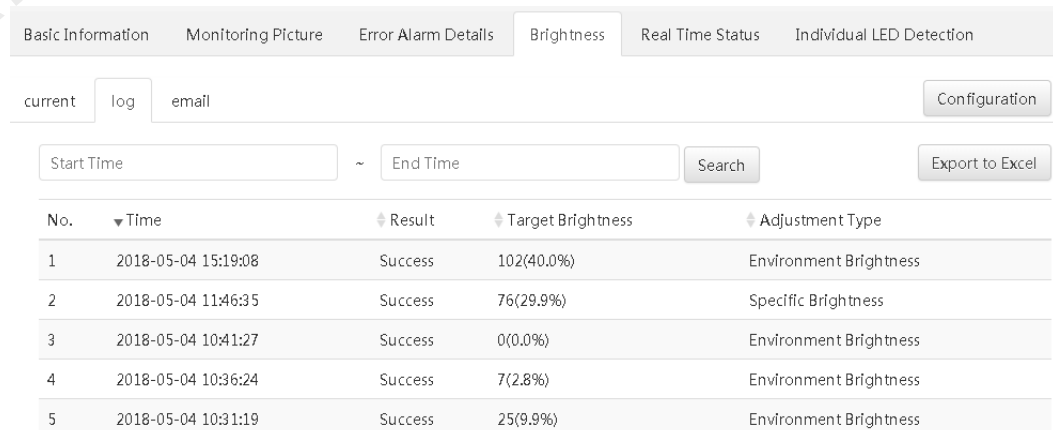 Basic Information Monitoring Picture Error Alarm Details Brightness Real Time Status Individual LED Detection
current log email Configuration
Start Time ~ End Time Search Export to Excel
No. Time Result Target Brightness Adjustment Type
1 2018-05-04 15:19:08 Success 102(40.0%) Environment Brightness
2 2018-05-04 11:46:35 Success 76(29.9%) Specific Brightness
3 2018-05-04 10:41:27 Success 0(0.0%) Environment Brightness
4 2018-05-04 10:36:24 Success 7(2.8%) Environment Brightness
5 2018-05-04 10:31:19 Success 25(9.9%) Environment Brightness